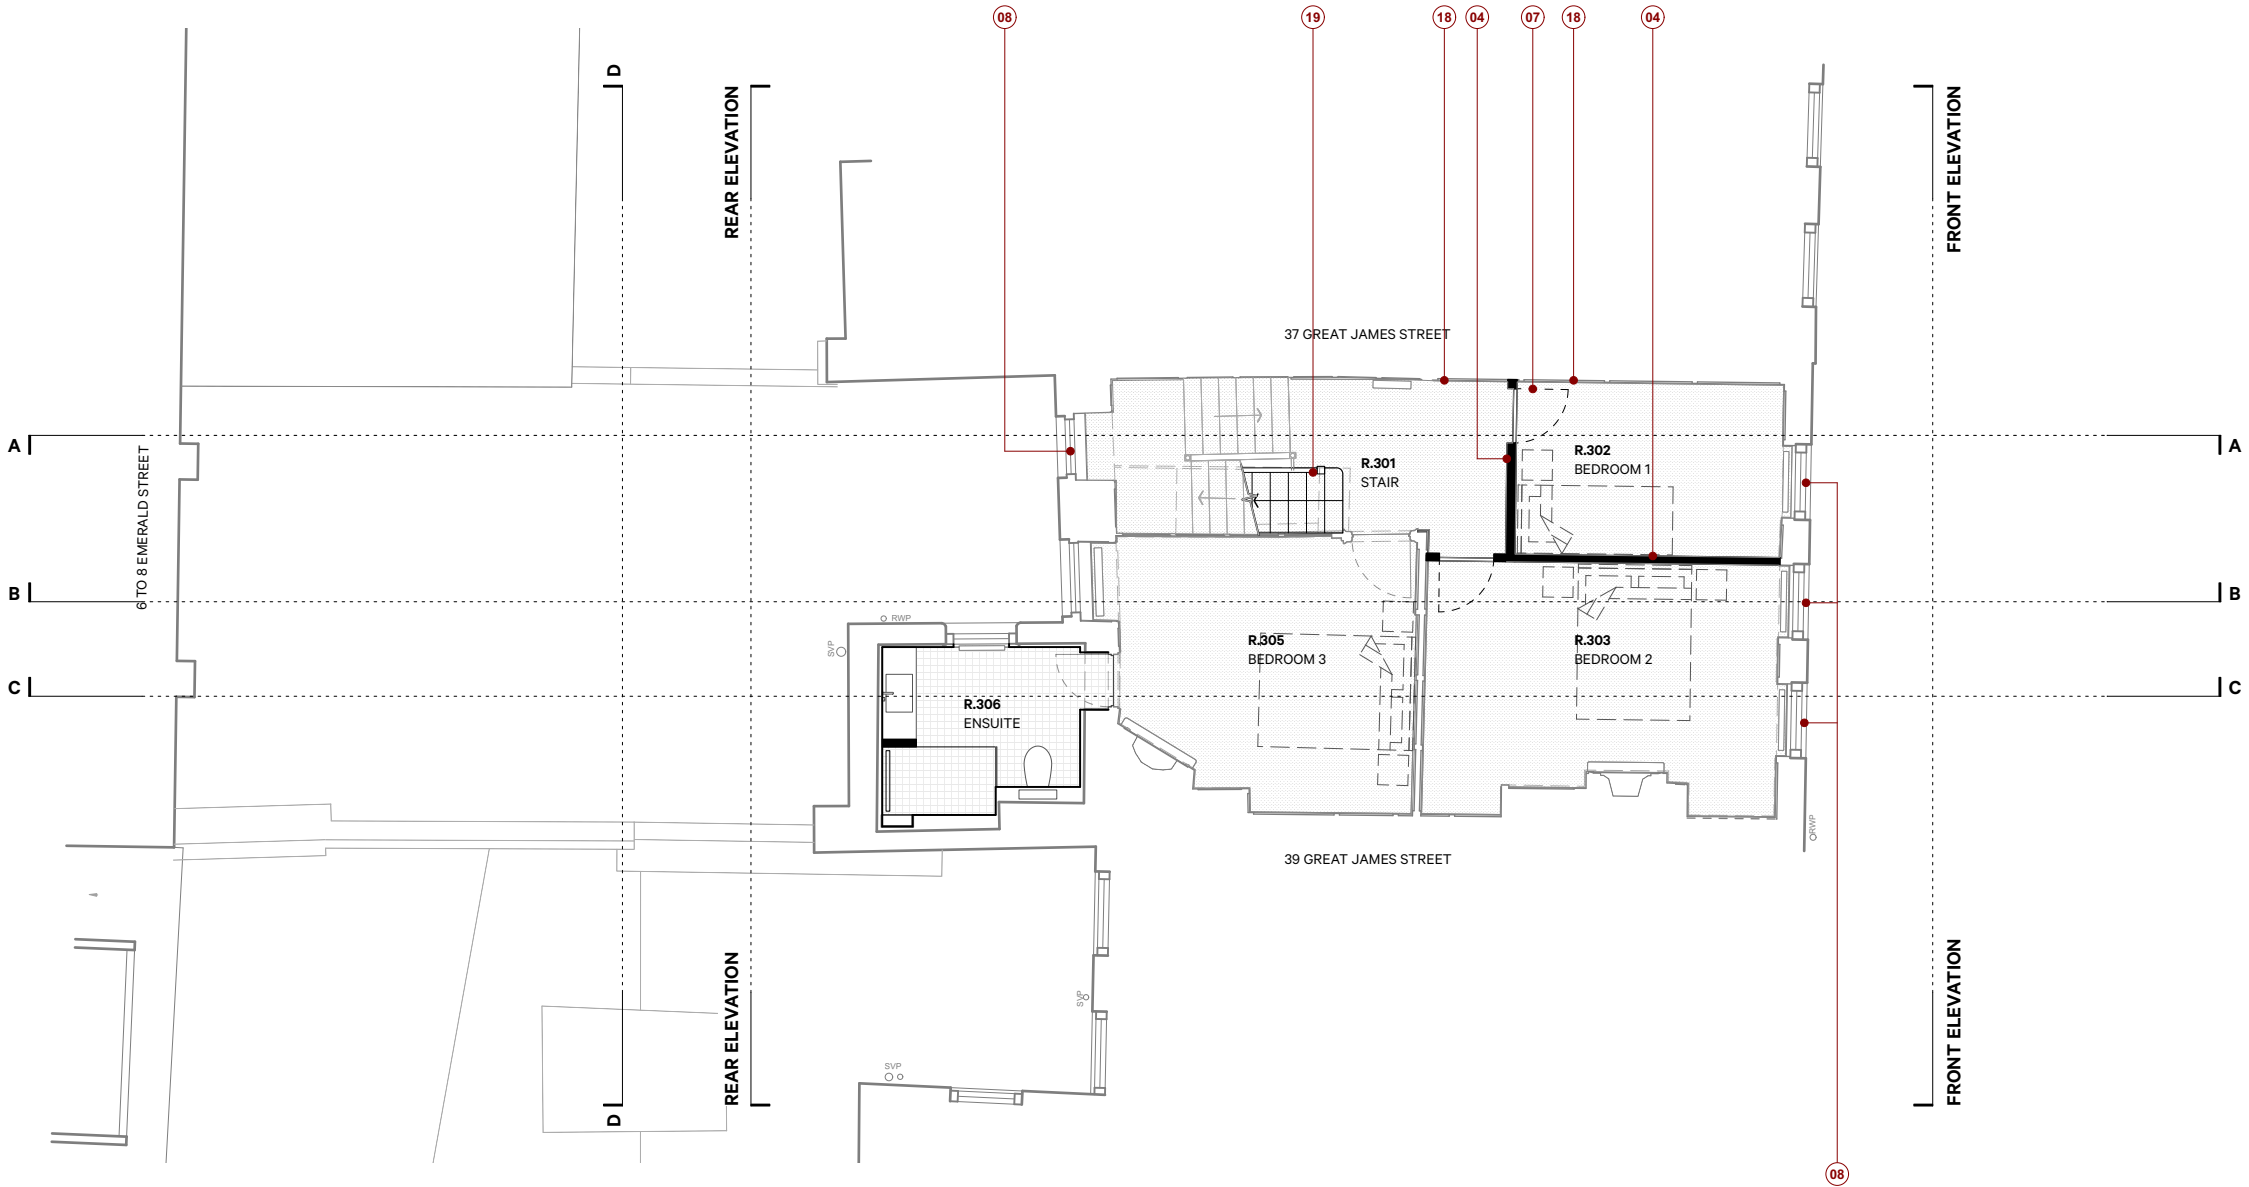 08
19
18
04
07
18
04
D
REAR ELEVATION
FRONT ELEVATION
37 GREAT JAMES STREET
A
A
6 TO 8 EMERALD STREET
R.301
STAIR
R.302
BEDROOM 1
B
B
RWP
SVP
R.305
BEDROOM 3
R.303
BEDROOM 2
C
C
R.306
ENSUITE
RWP
39 GREAT JAMES STREET
SVP
SVP
REAR ELEVATION
FRONT ELEVATION
D
08